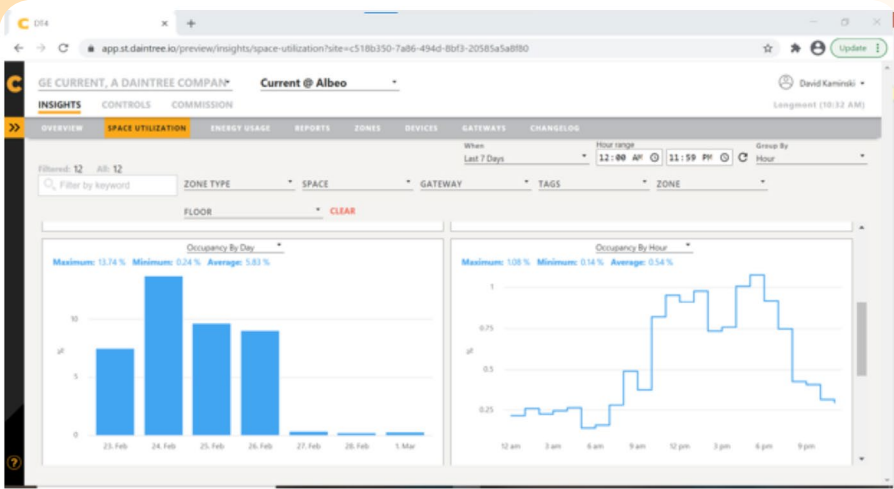 DT4
app.st.daintree.io/preview/insights/space-utilization?site=c518b350-7a86-494d-8bf3-20585a5a8f80
Update
GE CURRENT, A DAINTREE COMPAN
Current @ Albeo
David Kaminski
INSIGHTS CONTROLS COMMISSION
Longmont (10:32 AM)
OVERVIEW SPACE UTILIZATION ENERGY USAGE REPORTS ZONES DEVICES GATEWAYS CHANGELOG
When Hour range Group By
Last 7 Days 12:00 AM 11:59 PM Hour
Filtered: 12 All: 12
Filter by keyword ZONE TYPE SPACE GATEWAY TAGS ZONE
FLOOR CLEAR
Occupancy By Day
Maximum: 13.74 % Minimum: 0.24 % Average: 5.83 %
10
%
5
0
23. Feb 24. Feb 25. Feb 26. Feb 27. Feb 28. Feb 1. Mar
Occupancy By Hour
Maximum: 1.08 % Minimum: 0.14 % Average: 0.54 %
1
0.75
%
0.5
0.25
12 am 3 am 6 am 9 am 12 pm 3 pm 6 pm 9 pm
?